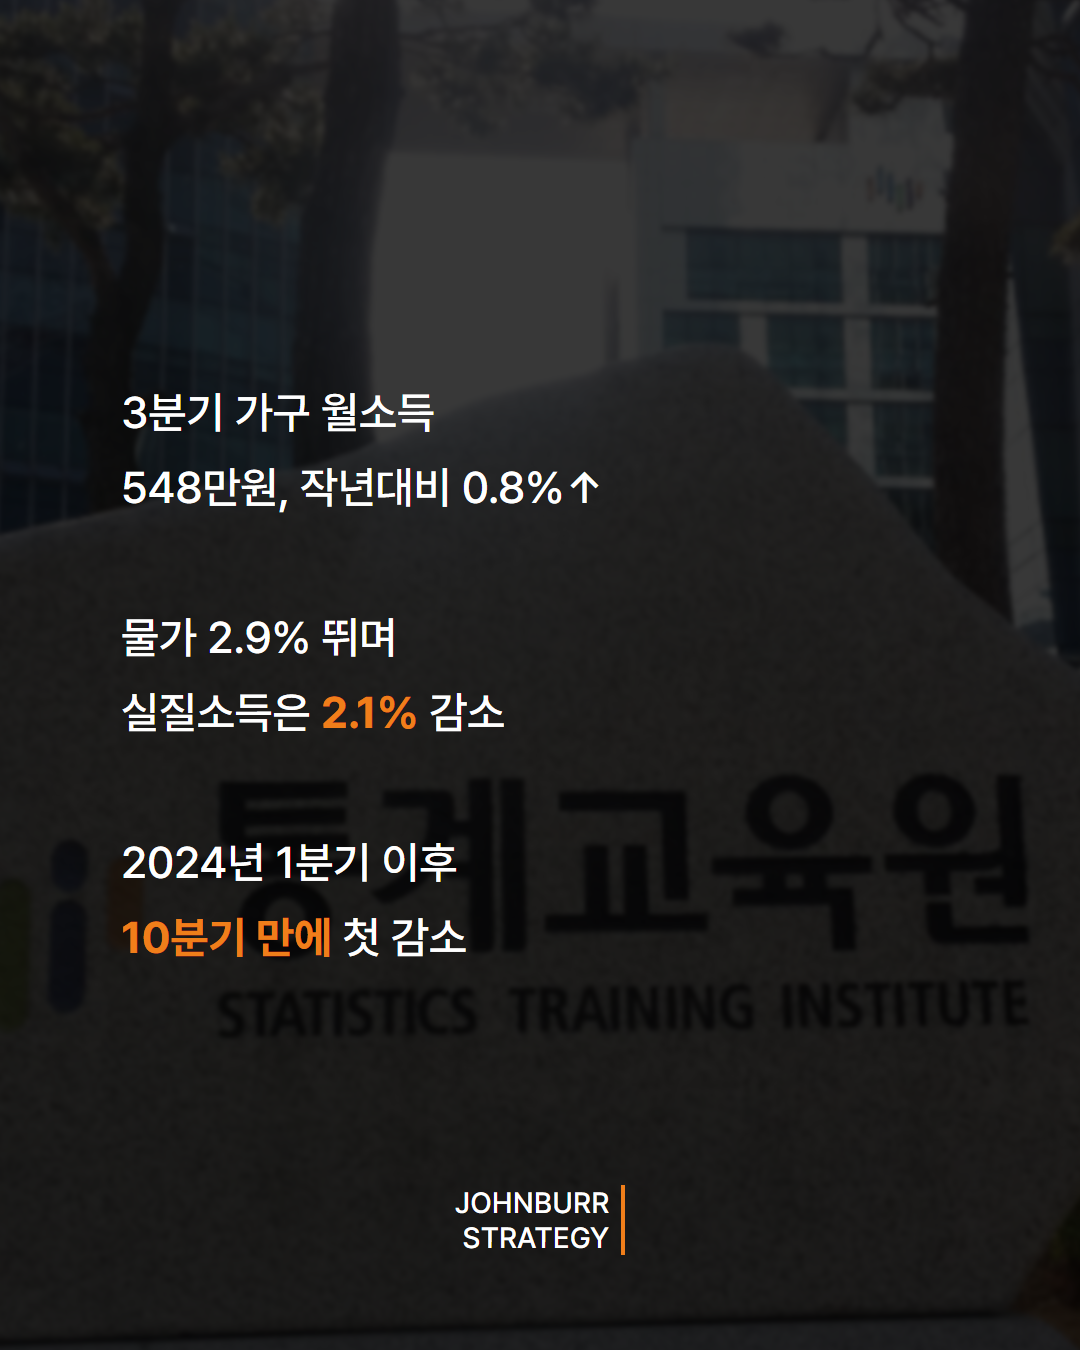 3분기 가구 월소득
548만원, 작년대비 0.8%↑
물가 2.9% 뛰며
실질소득은 2.1% 감소
통계교육원
2024년 1분기 이후
10분기 만에 첫 감소
STATISTICS TRAINING INSTITUTE
JOHNBURR
STRATEGY